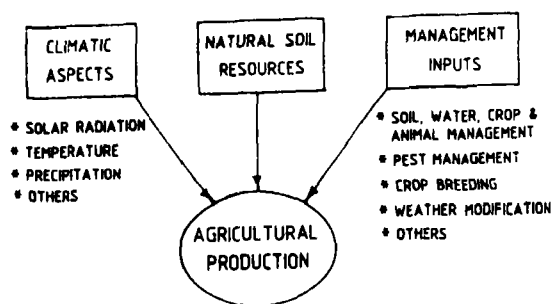 CLIMATIC
ASPECTS
NATURAL SOIL
RESOURCES
MANAGEMENT
INPUTS
* SOLAR RADIATION
* TEMPERATURE
* PRECIPITATION
* OTHERS
* SOIL, WATER, CROP &
ANIMAL MANAGEMENT
* PEST MANAGEMENT
* CROP BREEDING
* WEATHER MODIFICATION
* OTHERS
AGRICULTURAL
PRODUCTION